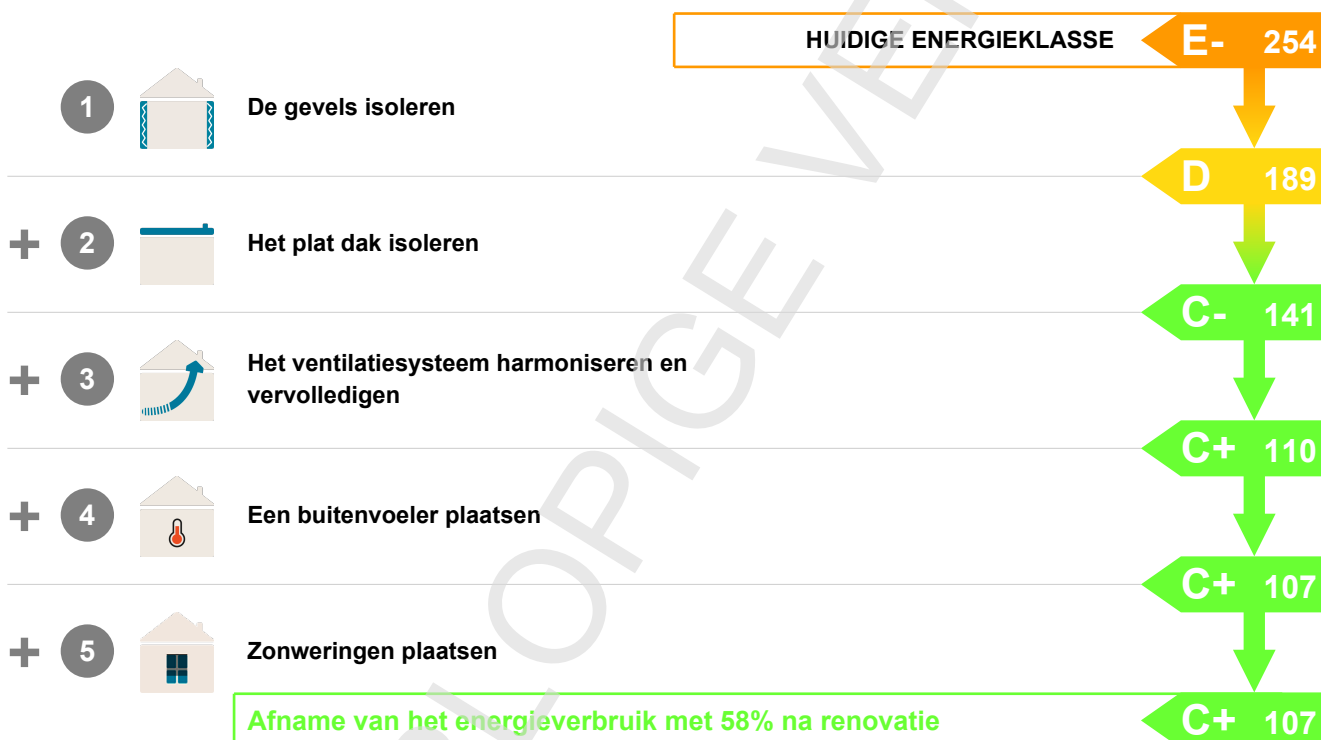 HUIDIGE ENERGIEKLASSE E- 254
1 De gevels isoleren
D 189
+ 2 Het plat dak isoleren
C- 141
+ 3 Het ventilatiesysteem harmoniseren en
vervolledigen
C+ 110
+ 4 Een buitenvoeler plaatsen
C+ 107
+ 5 Zonweringen plaatsen
Afname van het energieverbruik met 58% na renovatie C+ 107
OPIGE